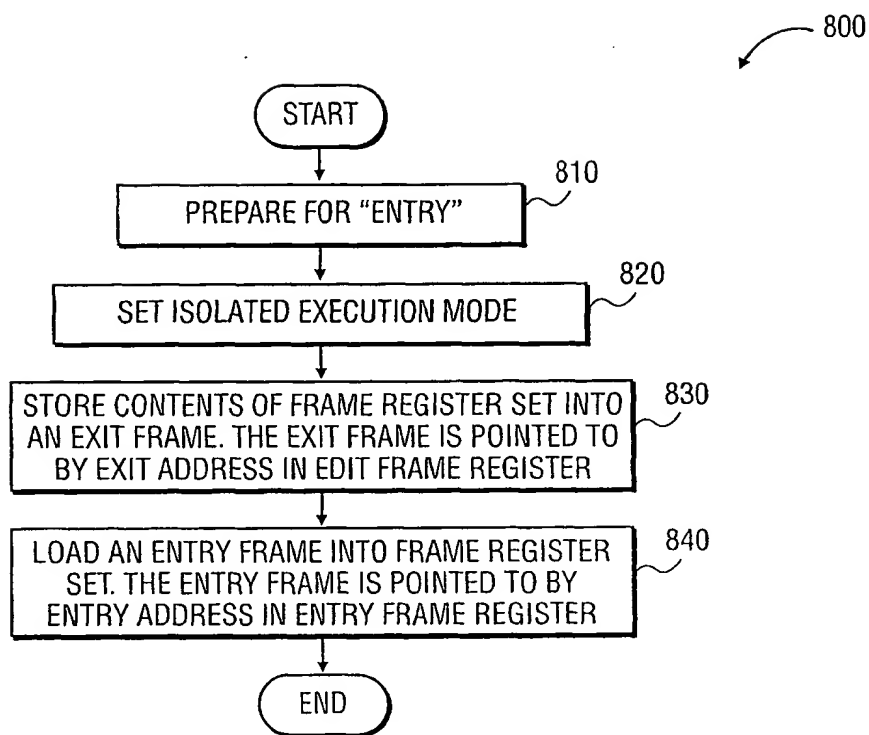 800
START
810
PREPARE FOR “ENTRY”
820
SET ISOLATED EXECUTION MODE
830
STORE CONTENTS OF FRAME REGISTER SET INTO
AN EXIT FRAME. THE EXIT FRAME IS POINTED TO
BY EXIT ADDRESS IN EDIT FRAME REGISTER
840
LOAD AN ENTRY FRAME INTO FRAME REGISTER
SET. THE ENTRY FRAME IS POINTED TO BY
ENTRY ADDRESS IN ENTRY FRAME REGISTER
END